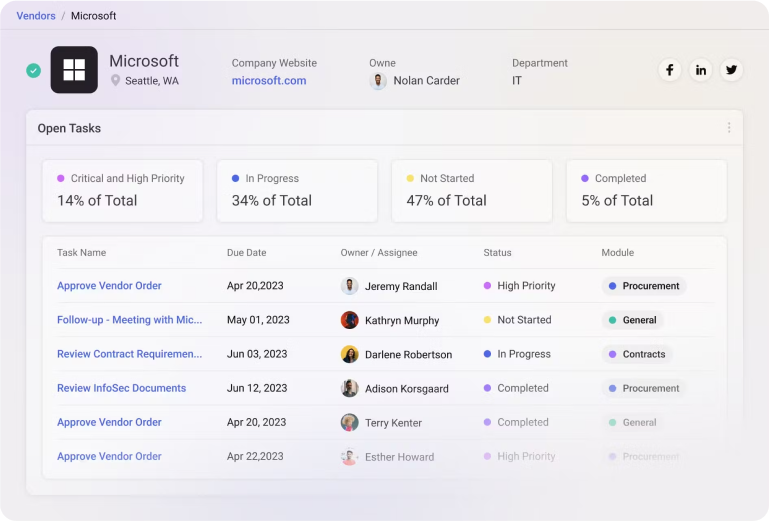 Vendors / Microsoft
Microsoft
Seattle, WA
Company Website
microsoft.com
Owne
Nolan Carder
Department
IT
Open Tasks
Critical and High Priority
14% of Total
In Progress
34% of Total
Not Started
47% of Total
Completed
5% of Total
Task Name Due Date Owner / Assignee Status Module
Approve Vendor Order Apr 20,2023 Jeremy Randall High Priority Procurement
Follow-up - Meeting with Mic... May 01, 2023 Kathryn Murphy Not Started General
Review Contract Requiremen... Jun 03, 2023 Darlene Robertson In Progress Contracts
Review InfoSec Documents Jun 12, 2023 Adison Korsgaard Completed Procurement
Approve Vendor Order Apr 20, 2023 Terry Kenter Completed General
Approve Vendor Order Apr 22,2023 Esther Howard High Priority Procurement